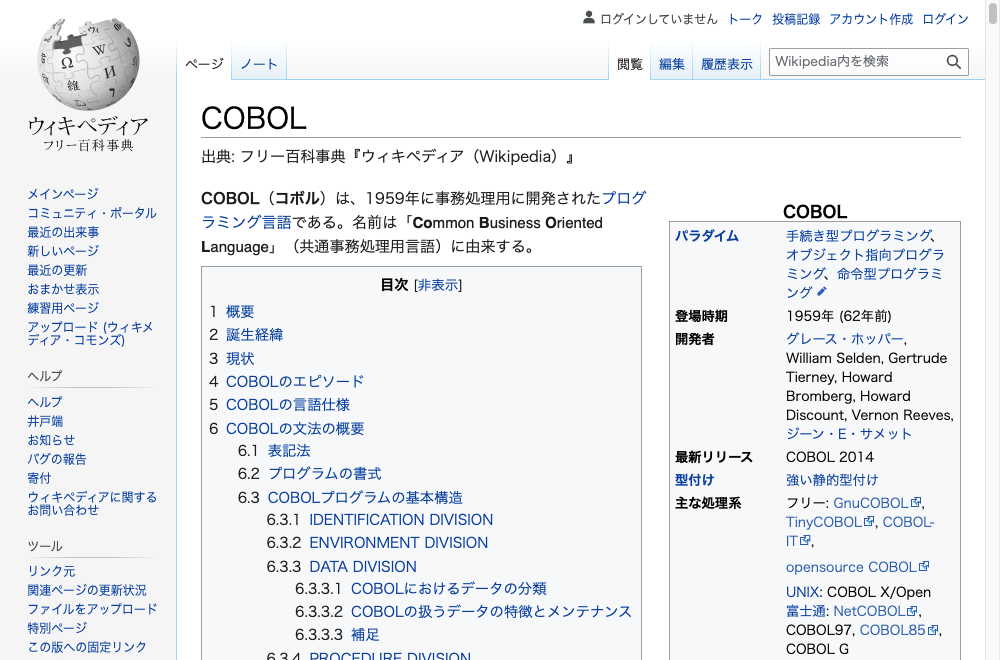 ログインしていません トーク 投稿記録 アカウント作成 ログイン
ページ ノート 閲覧 編集 履歴表示 Wikipedia内を検索
Ω W И 維
ウィキペディア
フリー百科事典
メインページ
コミュニティ・ポータル
最近の出来事
新しいページ
最近の更新
おまかせ表示
練習用ページ
アップロード (ウィキメ
ディア・コモンズ)
ヘルプ
ヘルプ
井戸端
お知らせ
バグの報告
寄付
ウィキペディアに関する
お問い合わせ
ツール
リンク元
関連ページの更新状況
ファイルをアップロード
特別ページ
この版への固定リンク
COBOL
出典: フリー百科事典『ウィキペディア（Wikipedia）』
COBOL（コボル）は、1959年に事務処理用に開発されたプログ
ラミング言語である。名前は「Common Business Oriented
Language」（共通事務処理用言語）に由来する。
目次 [非表示]
1 概要
2 誕生経緯
3 現状
4 COBOLのエピソード
5 COBOLの言語仕様
6 COBOLの文法の概要
6.1 表記法
6.2 プログラムの書式
6.3 COBOLプログラムの基本構造
6.3.1 IDENTIFICATION DIVISION
6.3.2 ENVIRONMENT DIVISION
6.3.3 DATA DIVISION
6.3.3.1 COBOLにおけるデータの分類
6.3.3.2 COBOLの扱うデータの特徴とメンテナンス
6.3.3.3 補足
6.3.4 PROCEDURE DIVISION
COBOL
パラダイム 手続き型プログラミング、
オブジェクト指向プログラ
ミング、命令型プログラミ
ング
登場時期 1959年 (62年前)
開発者 グレース・ホッパー,
William Selden, Gertrude
Tierney, Howard
Bromberg, Howard
Discount, Vernon Reeves,
ジーン・E・サメット
最新リリース COBOL 2014
型付け 強い静的型付け
主な処理系 フリー: GnuCOBOL,
TinyCOBOL, COBOL-
IT,
opensource COBOL
UNIX: COBOL X/Open
富士通: NetCOBOL,
COBOL97, COBOL85,
COBOL G